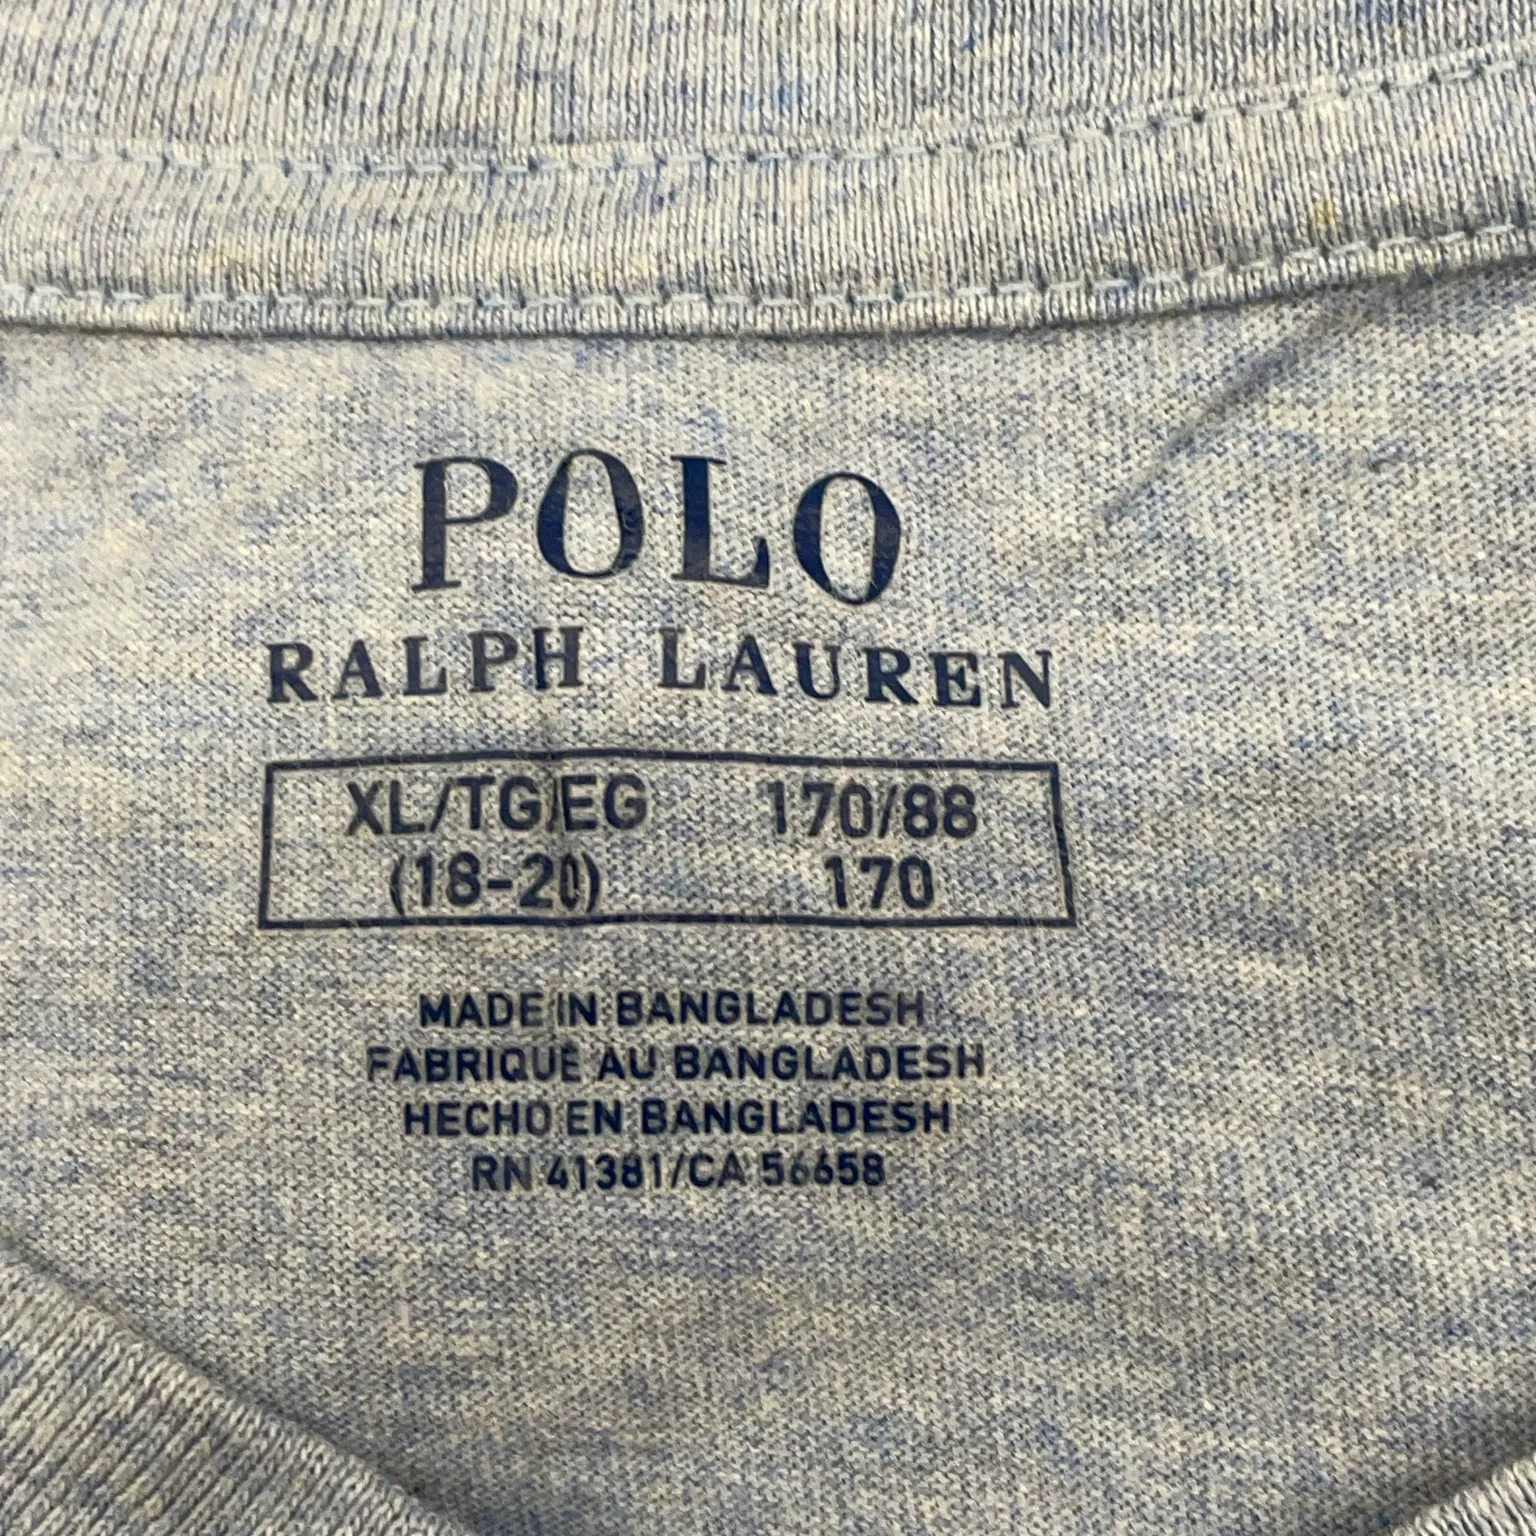 POLO
RALPH LAUREN
XL/TG/EG 170/88
(18-20) 170
MADE IN BANGLADESH
FABRIQUÉ AU BANGLADESH
HECHO EN BANGLADESH
RN 41381/CA 56658